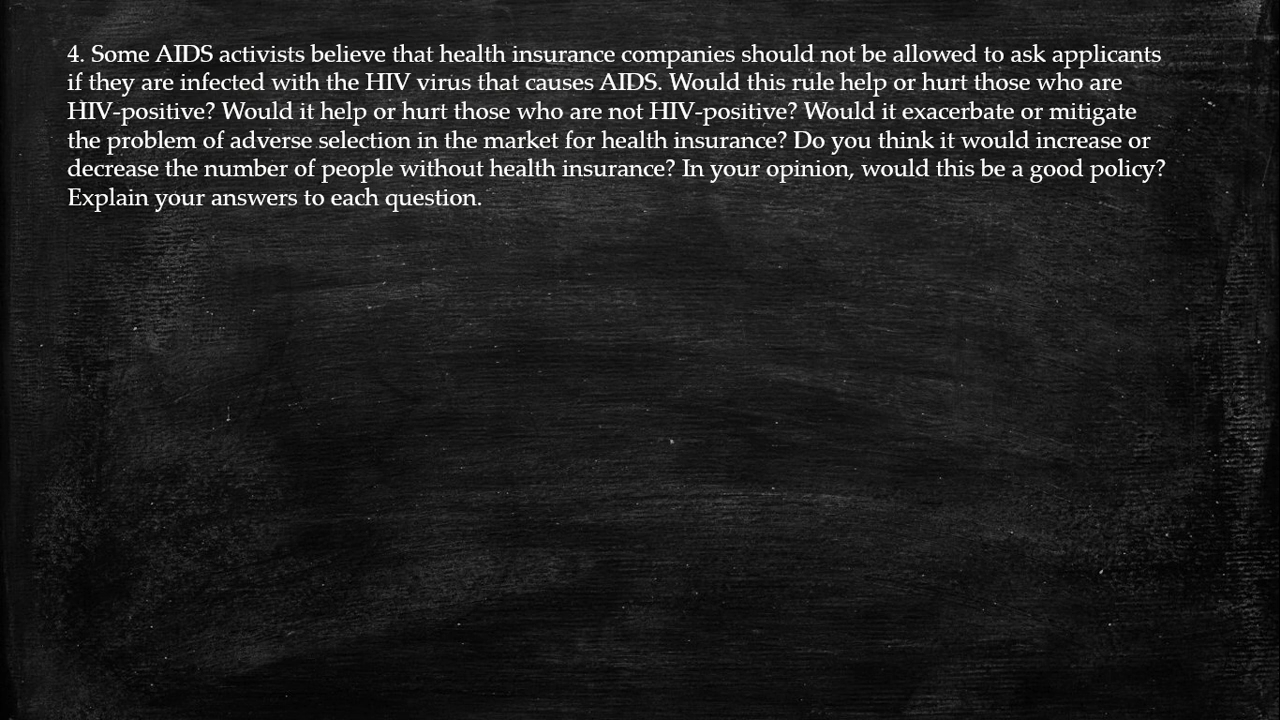 4. Some AIDS activists believe that health insurance companies should not be allowed to ask applicants
if they are infected with the HIV virus that causes AIDS. Would this rule help or hurt those who are
HIV-positive? Would it help or hurt those who are not HIV-positive? Would it exacerbate or mitigate
the problem of adverse selection in the market for health insurance? Do you think it would increase or
decrease the number of people without health insurance? In your opinion, would this be a good policy?
Explain your answers to each question.